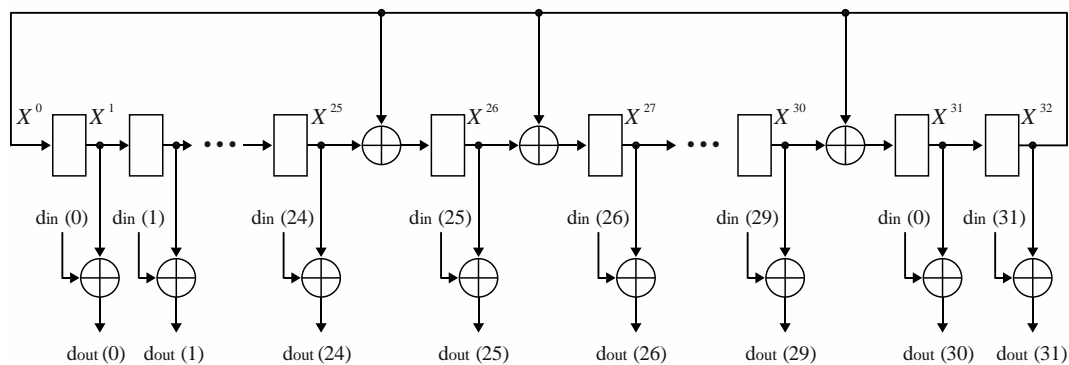 X^0 X^1 X^25 X^26 X^27 X^30 X^31 X^32
din (0) din (1) din (24) din (25) din (26) din (29) din (0) din (31)
dout (0) dout (1) dout (24) dout (25) dout (26) dout (29) dout (30) dout (31)